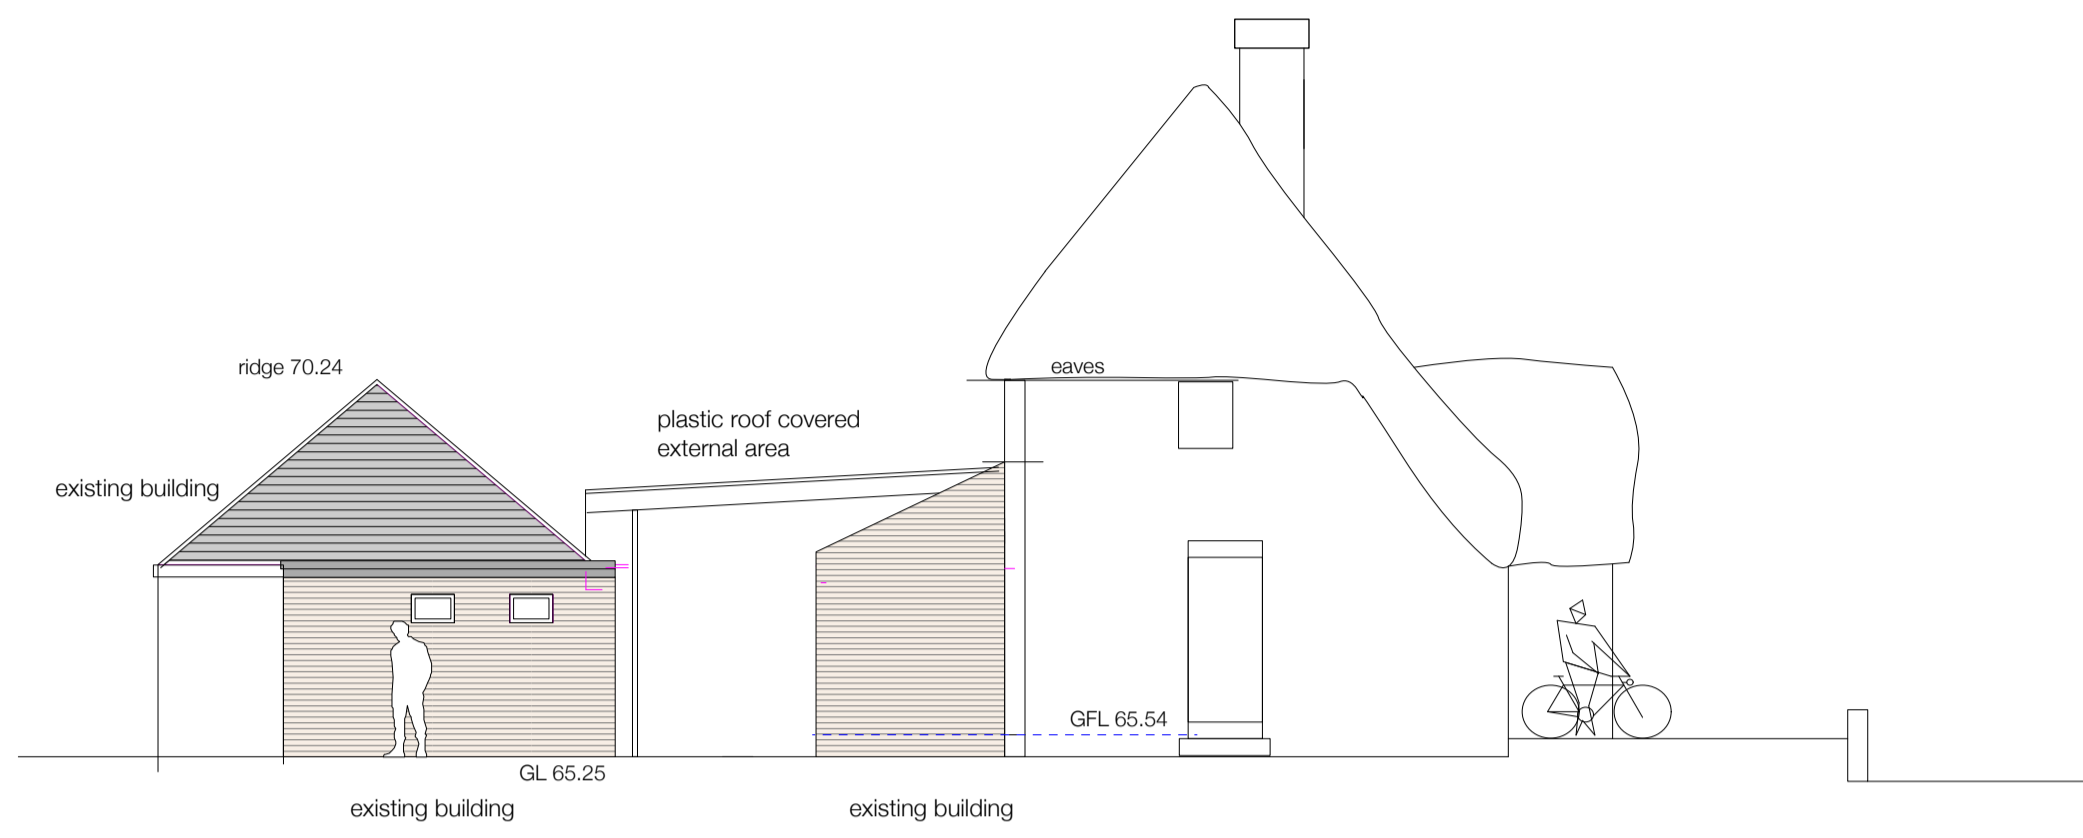 ridge 70.24
eaves
plastic roof covered
external area
existing building
GFL 65.54
GL 65.25
existing building
existing building